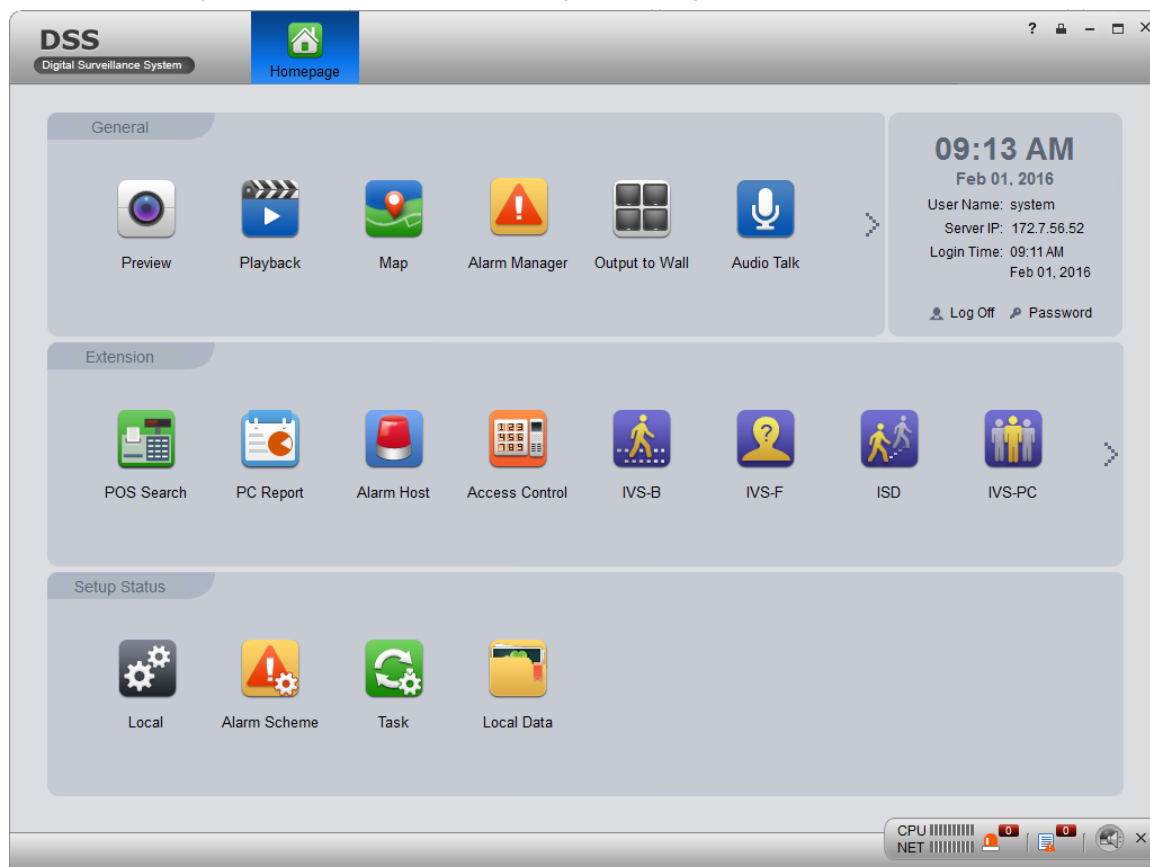 DSS
Digital Surveillance System
Homepage
?
General
Preview
Playback
Map
Alarm Manager
Output to Wall
Audio Talk
09:13 AM
Feb 01, 2016
User Name: system
Server IP: 172.7.56.52
Login Time: 09:11 AM
Feb 01, 2016
Log Off
Password
Extension
POS Search
PC Report
Alarm Host
Access Control
IVS-B
IVS-F
ISD
IVS-PC
Setup Status
Local
Alarm Scheme
Task
Local Data
CPU
NET
0
0